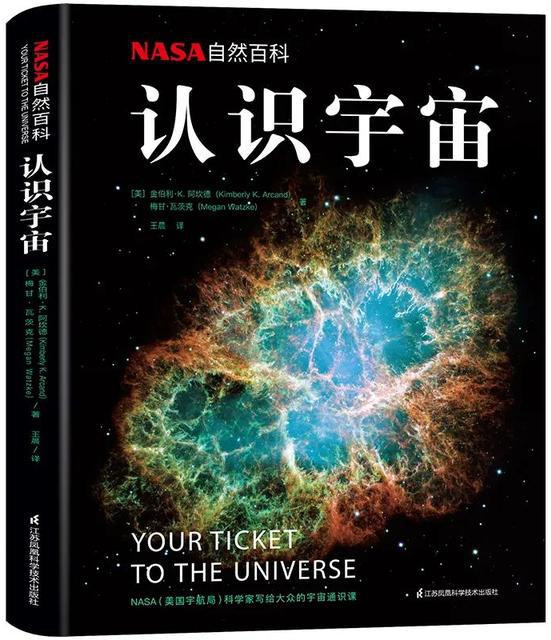 NASA自然百科
认识宇宙
[美] 金伯利·K. 阿坎德 (Kimberly K. Arcand)
梅甘·瓦茨克 (Megan Watzke) 著
王晨 译
YOUR TICKET
TO THE UNIVERSE
NASA（美国宇航局）科学家写给大众的宇宙通识课
江苏凤凰科学技术出版社
NASA自然百科
YOUR TICKET TO THE UNIVERSE
认识宇宙
[美] 金伯利·K. 阿坎德 (Kimberly K. Arcand)
梅甘·瓦茨克 (Megan Watzke) / 著
王晨 / 译
江苏凤凰科学技术出版社